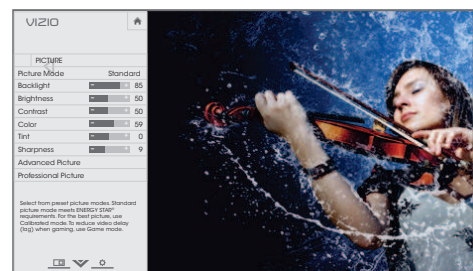 VIZIO
PICTURE
Picture Mode Standard
Backlight 85
Brightness 50
Contrast 50
Color 59
Tint 0
Sharpness 9
Advanced Picture
Professional Picture
Select from preset picture modes. Standard
picture mode meets ENERGY STAR®
requirements. For the best picture, use
Calibrated mode. To reduce video delay
(lag) when gaming, use Game mode.